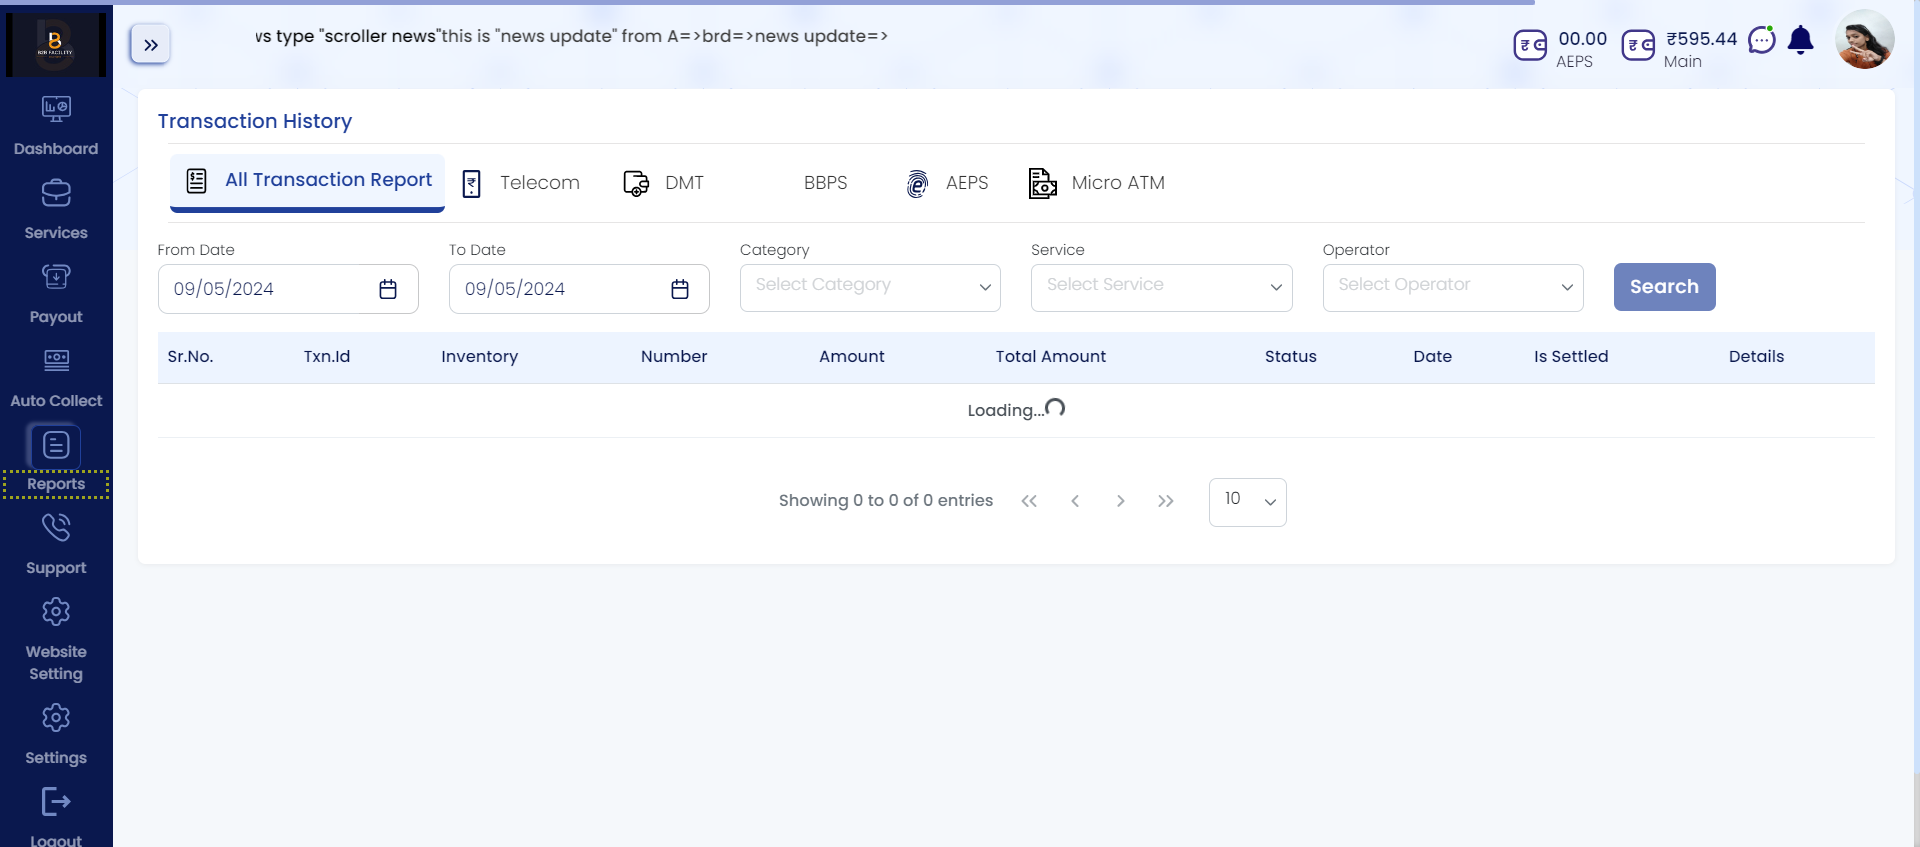 B2B FACILITY
ws type "scroller news"this is "news update" from A=>brd=>news update=>
00.00
AEPS
₹595.44
Main
Dashboard
Services
Payout
Auto Collect
Reports
Support
Website
Setting
Settings
Logout
Transaction History
All Transaction Report
Telecom
DMT
BBPS
AEPS
Micro ATM
From Date
To Date
Category
Service
Operator
09/05/2024
09/05/2024
Select Category
Select Service
Select Operator
Search
Sr.No.
Txn.Id
Inventory
Number
Amount
Total Amount
Status
Date
Is Settled
Details
Loading...
Showing 0 to 0 of 0 entries
10